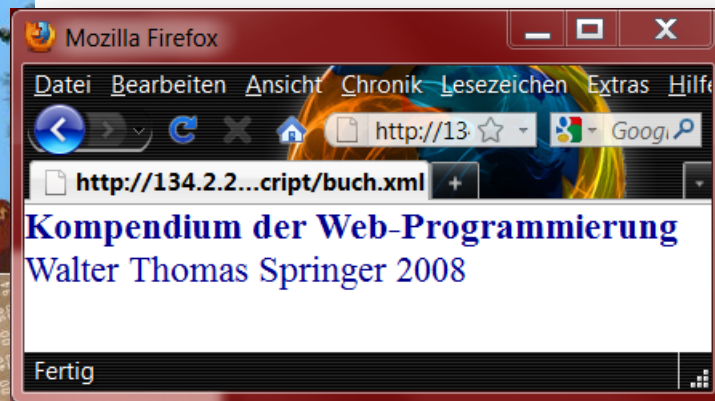 Mozilla Firefox
Datei Bearbeiten Ansicht Chronik Lesezeichen Extras Hilfe
http://13 Googl
http://134.2.2...cript/buch.xml
Kompendium der Web-Programmierung
Walter Thomas Springer 2008
Fertig